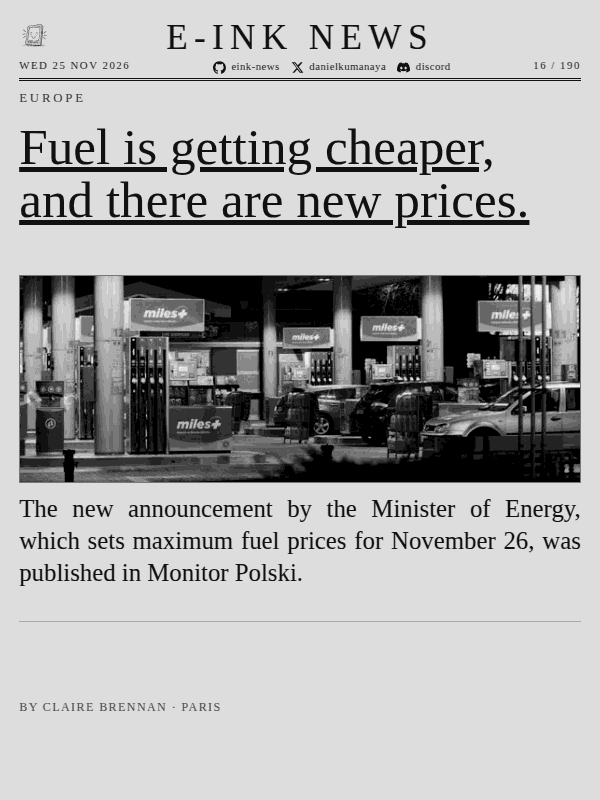 E-INK NEWS
WED 25 NOV 2026
eink-news
danielkumanaya
discord
16 / 190
EUROPE
Fuel is getting cheaper,
and there are new prices.
miles+
miles+
miles+
miles+
miles+
The new announcement by the Minister of Energy,
which sets maximum fuel prices for November 26, was
published in Monitor Polski.
BY CLAIRE BRENNAN · PARIS